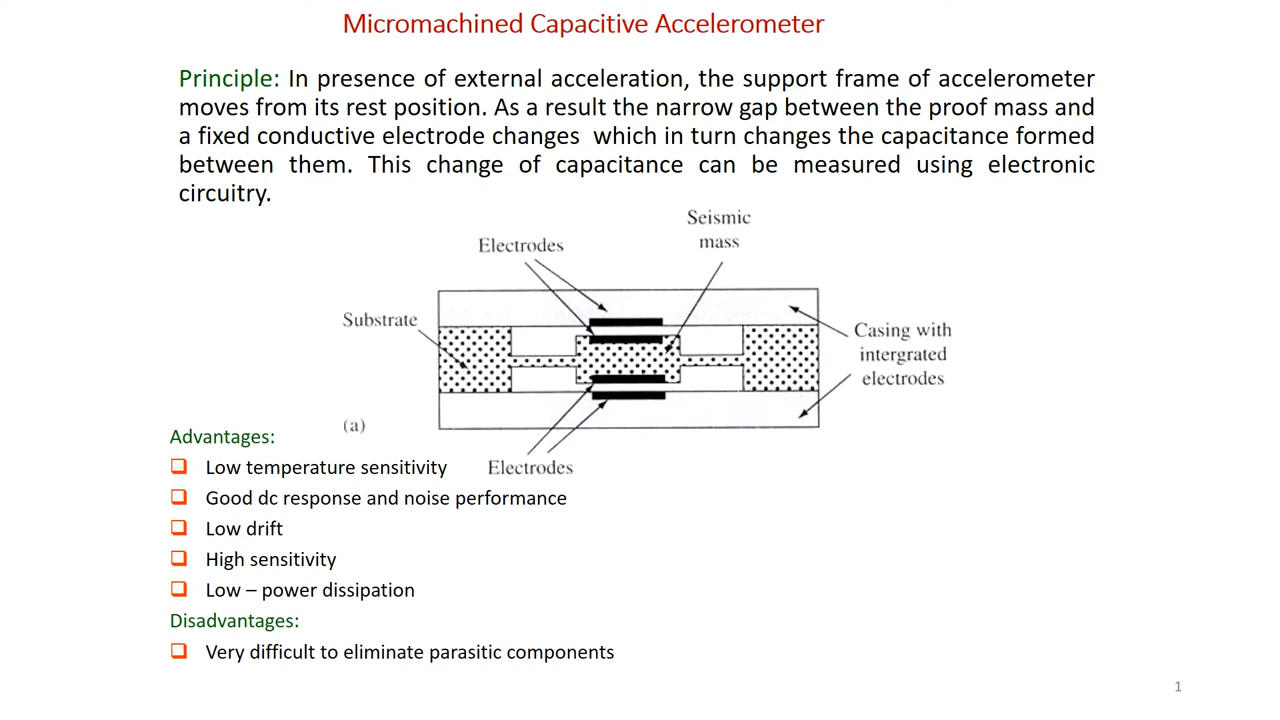 Micromachined Capacitive Accelerometer
Principle: In presence of external acceleration, the support frame of accelerometer
moves from its rest position. As a result the narrow gap between the proof mass and
a fixed conductive electrode changes which in turn changes the capacitance formed
between them. This change of capacitance can be measured using electronic
circuitry.
Seismic
mass
Electrodes
Substrate
Casing with
intergrated
electrodes
(a)
Electrodes
Advantages:
Low temperature sensitivity
Good dc response and noise performance
Low drift
High sensitivity
Low – power dissipation
Disadvantages:
Very difficult to eliminate parasitic components
1